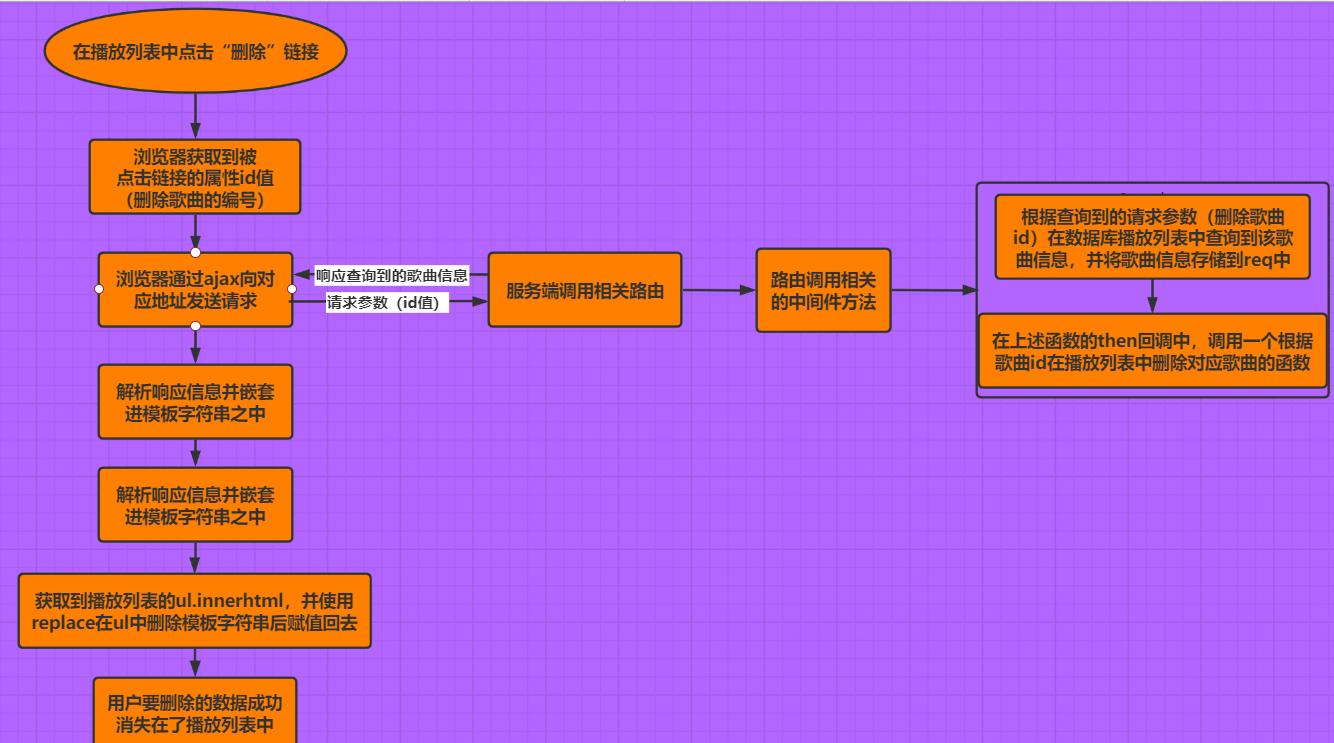 在播放列表中点击“删除”链接
浏览器获取到被
点击链接的属性id值
（删除歌曲的编号）
浏览器通过ajax向对
应地址发送请求
响应查询到的歌曲信息
请求参数（id值）
服务端调用相关路由
路由调用相关
的中间件方法
根据查询到的请求参数（删除歌曲
id）在数据库播放列表中查询到该歌
曲信息，并将歌曲信息存储到req中
在上述函数的then回调中，调用一个根据
歌曲id在播放列表中删除对应歌曲的函数
解析响应信息并嵌套
进模板字符串之中
解析响应信息并嵌套
进模板字符串之中
获取到播放列表的ul.innerhtml，并使用
replace在ul中删除模板字符串后赋值回去
用户要删除的数据成功
消失在了播放列表中